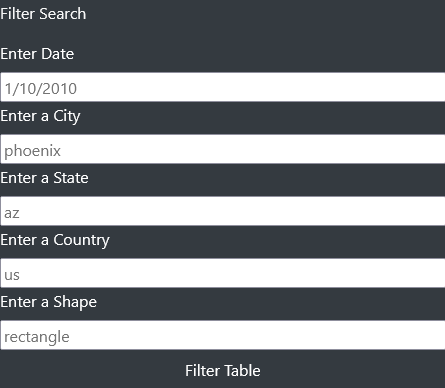 Filter Search
Enter Date
1/10/2010
Enter a City
phoenix
Enter a State
az
Enter a Country
us
Enter a Shape
rectangle
Filter Table